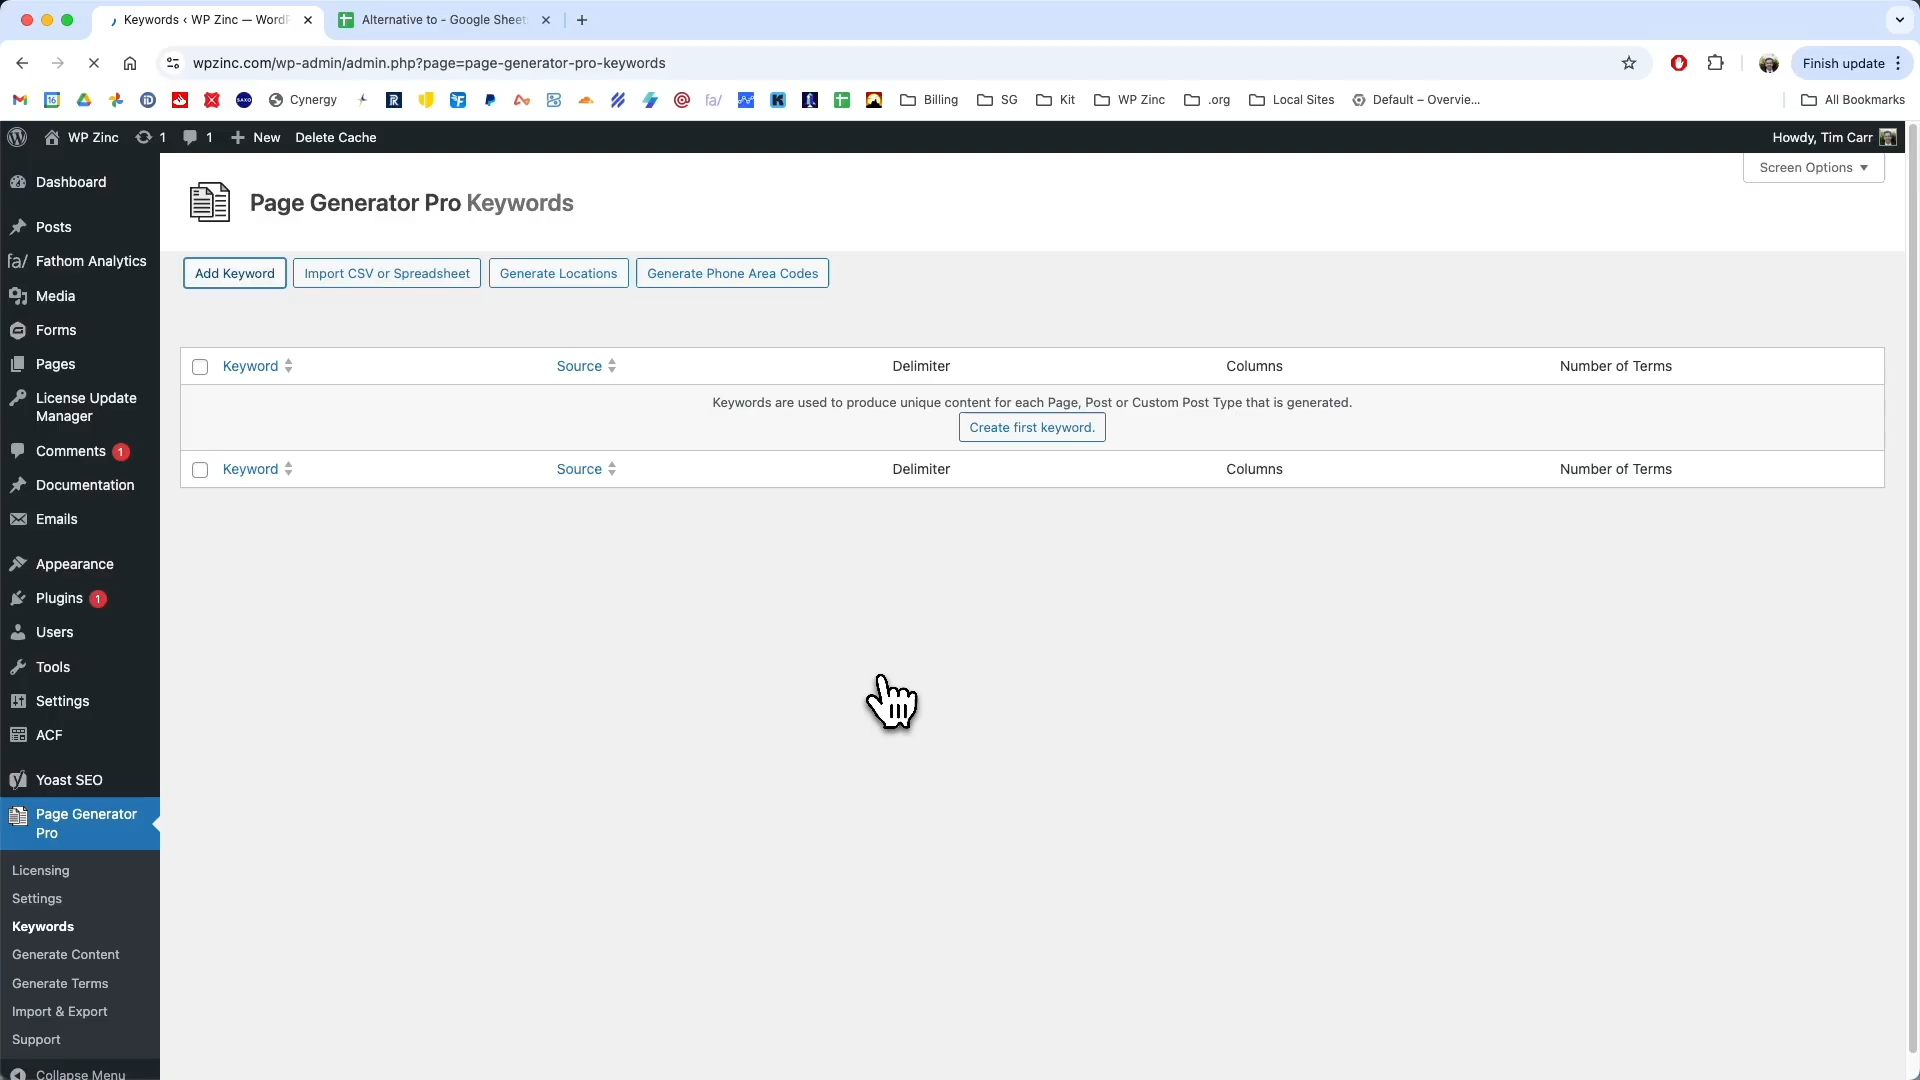 Keywords ‹ WP Zinc — WordP
Alternative to - Google Sheet
wpzinc.com/wp-admin/admin.php?page=page-generator-pro-keywords
Finish update
Cynergy
fa/
Billing
SG
Kit
WP Zinc
.org
Local Sites
Default – Overvie...
All Bookmarks
WP Zinc
1
1
New
Delete Cache
Howdy, Tim Carr
Screen Options
Dashboard
Posts
fa/ Fathom Analytics
Media
Forms
Pages
License Update
Manager
Comments 1
Documentation
Emails
Appearance
Plugins 1
Users
Tools
Settings
ACF
Yoast SEO
Page Generator
Pro
Licensing
Settings
Keywords
Generate Content
Generate Terms
Import & Export
Support
Collapse Menu
Page Generator Pro Keywords
Add Keyword
Import CSV or Spreadsheet
Generate Locations
Generate Phone Area Codes
Keyword Source Delimiter Columns Number of Terms
Keywords are used to produce unique content for each Page, Post or Custom Post Type that is generated.
Create first keyword.
Keyword Source Delimiter Columns Number of Terms